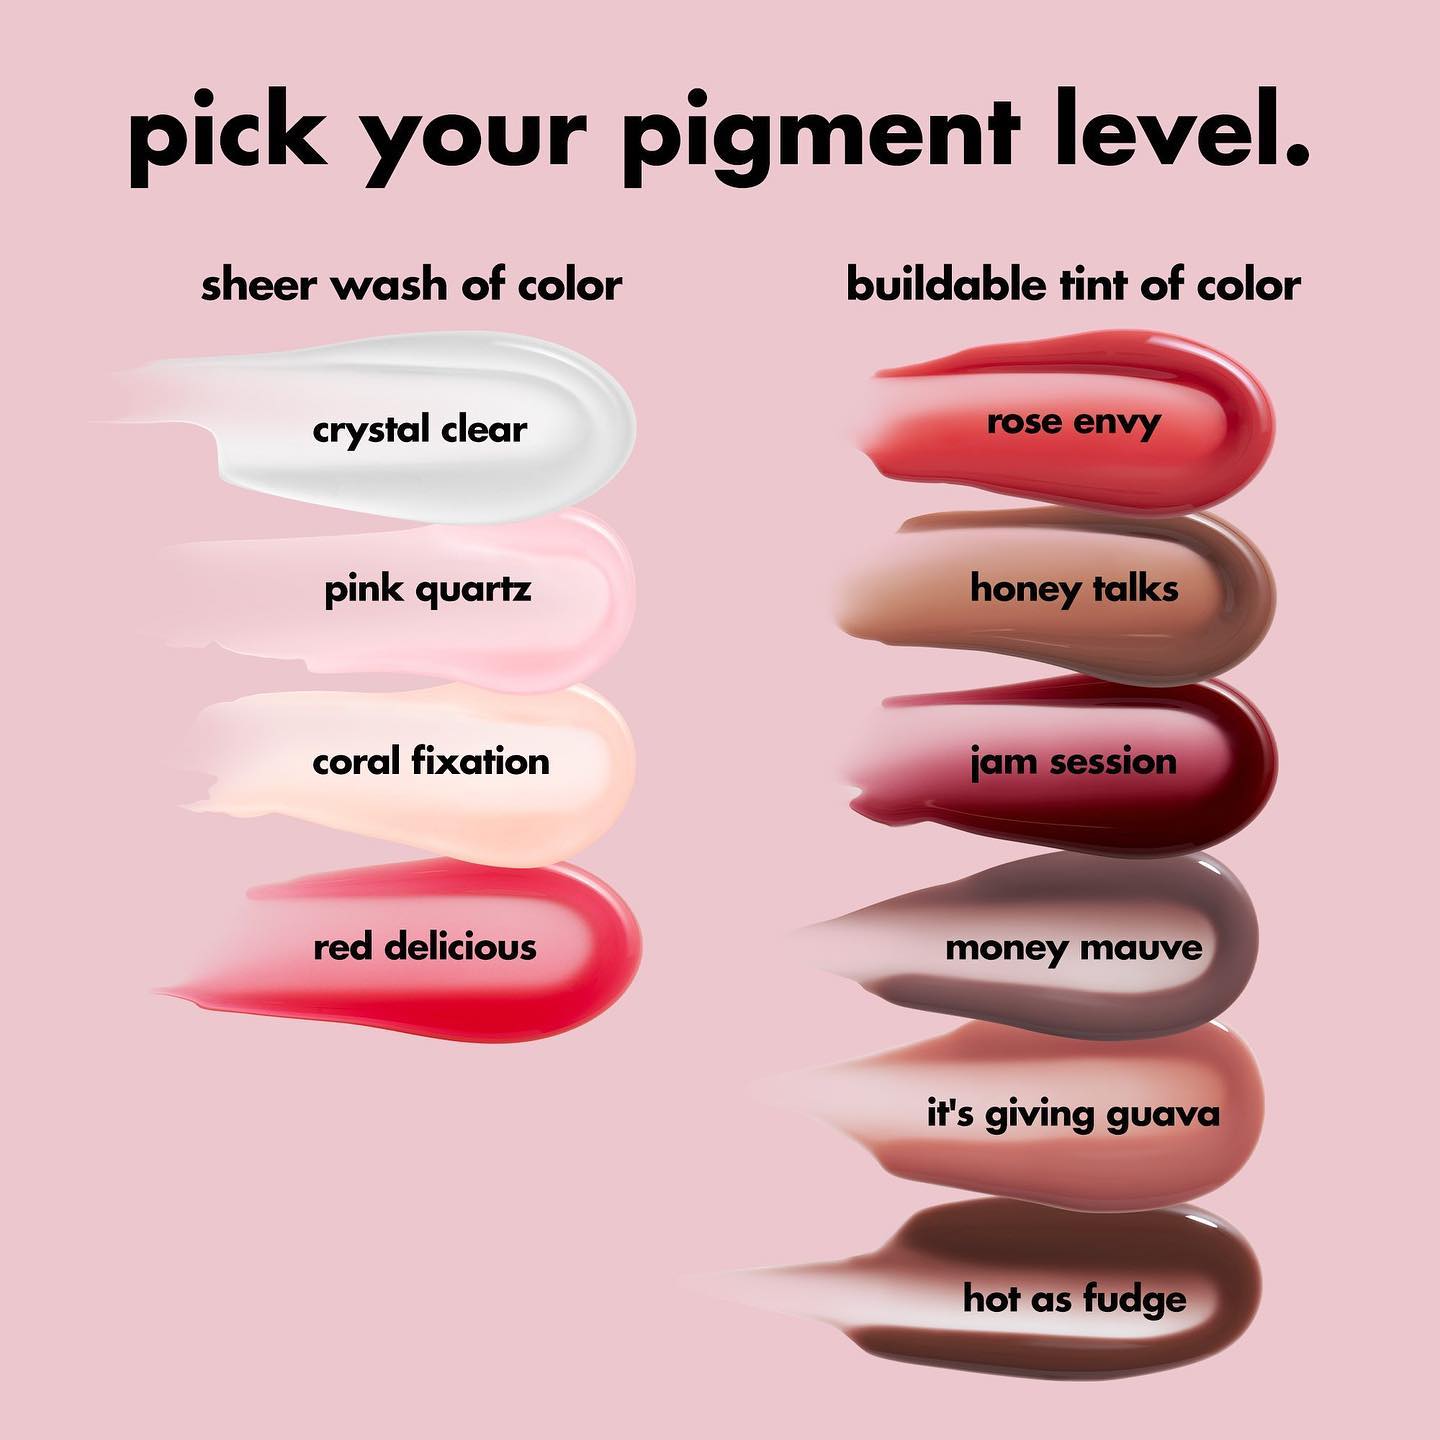 pick your pigment level.
sheer wash of color
crystal clear
pink quartz
coral fixation
red delicious
buildable tint of color
rose envy
honey talks
jam session
money mauve
it's giving guava
hot as fudge